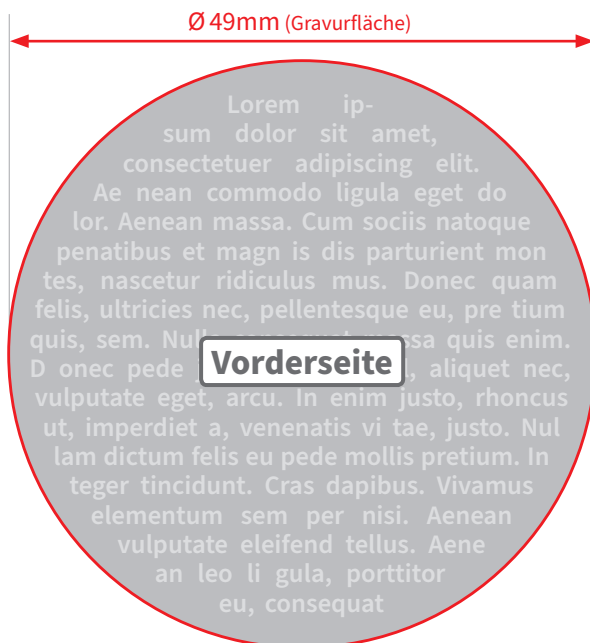 Ø 49mm (Gravurfläche)
Lorem ip-
sum dolor sit amet,
consectetuer adipiscing elit.
Ae nean commodo ligula eget do
lor. Aenean massa. Cum sociis natoque
penatibus et magn is dis parturient mon
tes, nascetur ridiculus mus. Donec quam
felis, ultricies nec, pellentesque eu, pre tium
quis, sem. massa quis enim.
D onec pede aliquet nec,
Vorderseite
vulputate eget, arcu. In enim justo, rhoncus
ut, imperdiet a, venenatis vi tae, justo. Nul
lam dictum felis eu pede mollis pretium. In
teger tincidunt. Cras dapibus. Vivamus
elementum sem per nisi. Aenean
vulputate eleifend tellus. Aene
an leo li gula, porttitor
eu, consequat